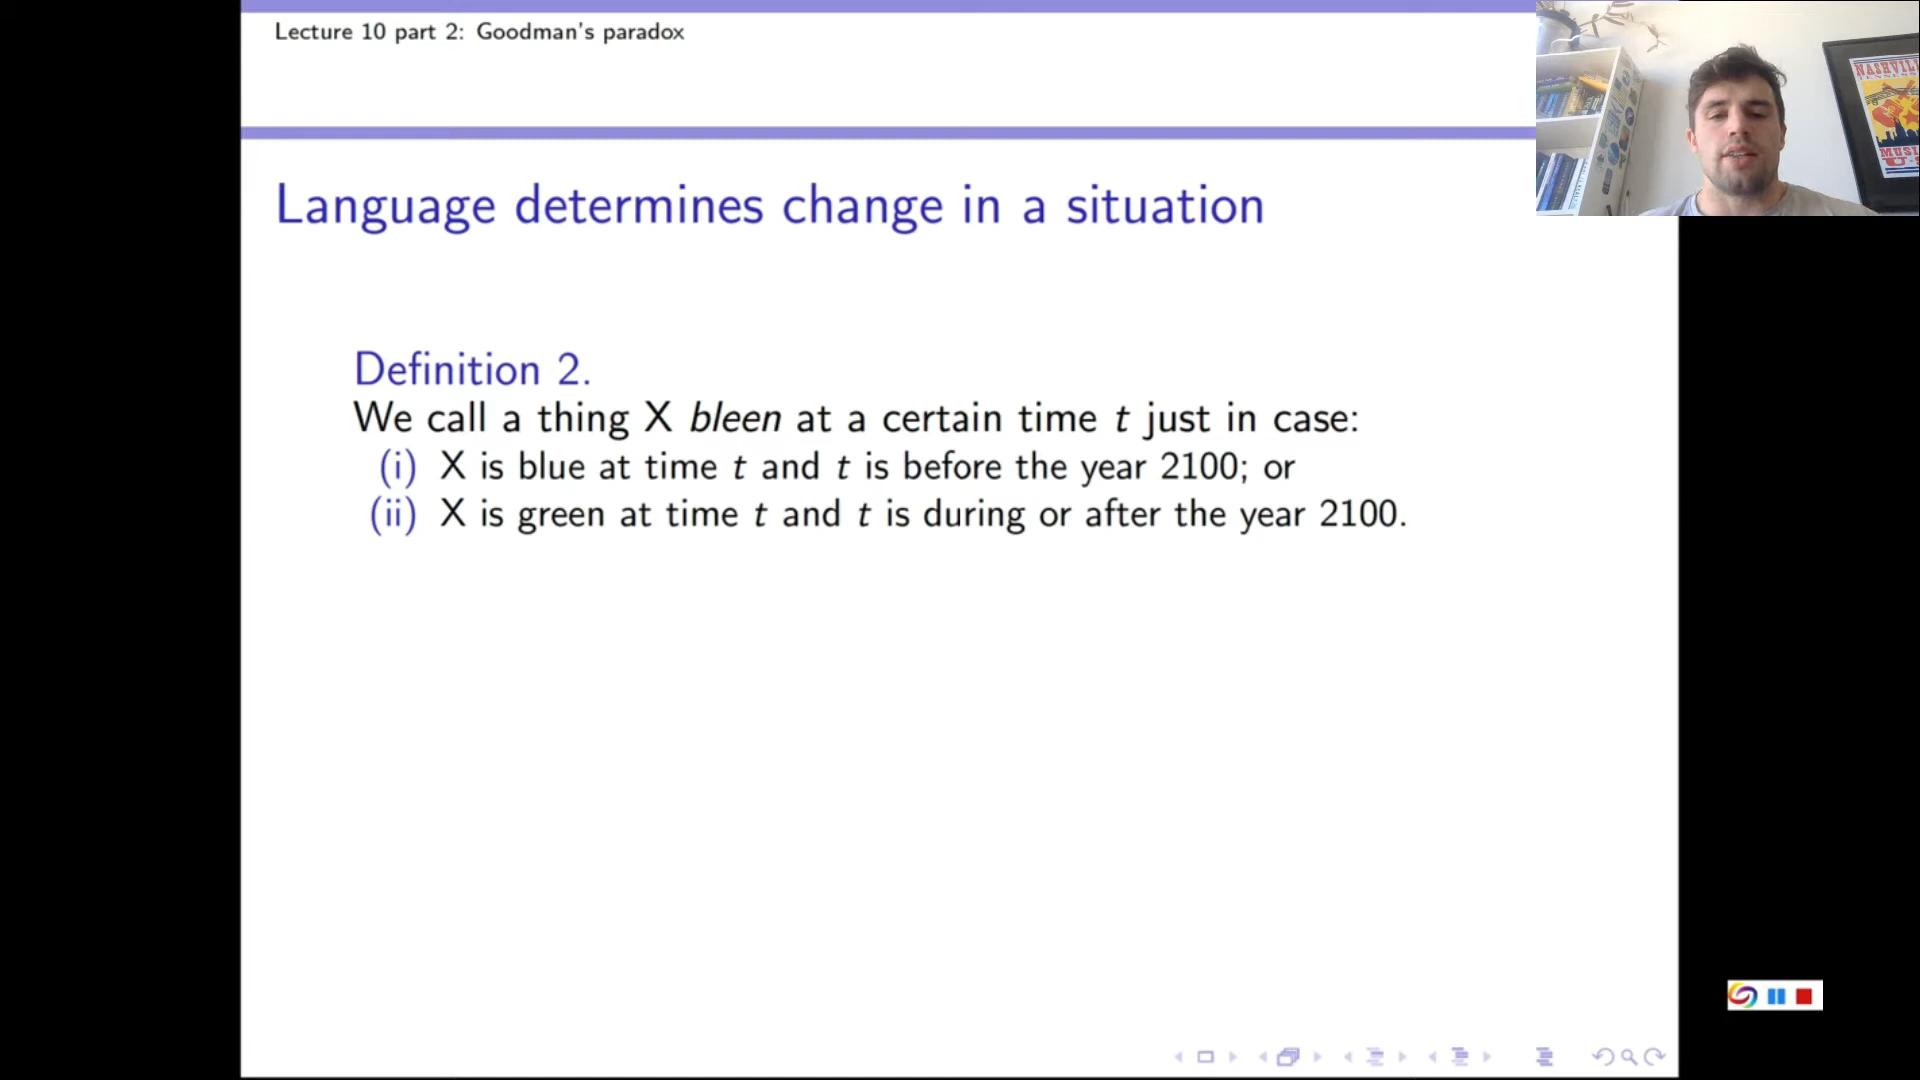 Lecture 10 part 2: Goodman's paradox
Language determines change in a situation
Definition 2.
We call a thing X bleen at a certain time t just in case:
(i) X is blue at time t and t is before the year 2100; or
(ii) X is green at time t and t is during or after the year 2100.
NASHVIL
MUSI